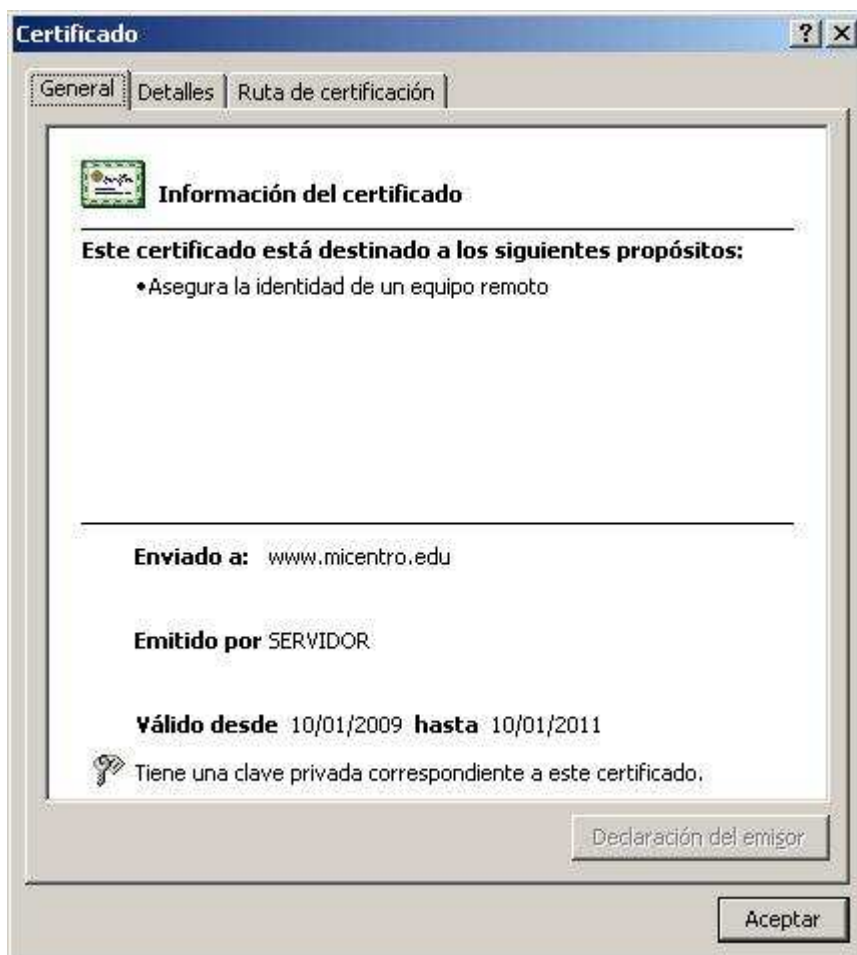 Certificado
General Detalles Ruta de certificación
Información del certificado
Este certificado está destinado a los siguientes propósitos:
•Asegura la identidad de un equipo remoto
Enviado a: www.micentro.edu
Emitido por SERVIDOR
Válido desde 10/01/2009 hasta 10/01/2011
Tiene una clave privada correspondiente a este certificado.
Declaración del emisor
Aceptar